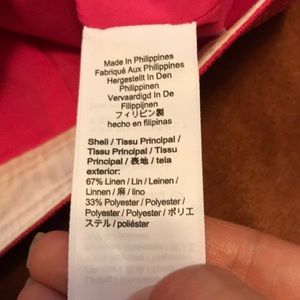 Made In Philippines
Fabriqué Aux Philippines
Hergestellt In Den
Philippinen
Vervaardigd In De
Filippijnen
フィリピン製
hecho en filipinas
Shell / Tissu Principal /
Tissu Principal / Tissu
Principal / 表地 / tela
exterior:
67% Linen / Lin / Leinen /
Linnen / 麻 / lino
33% Polyester / Polyester /
Polyester / Polyester / ポリエ
ステル / poliéster